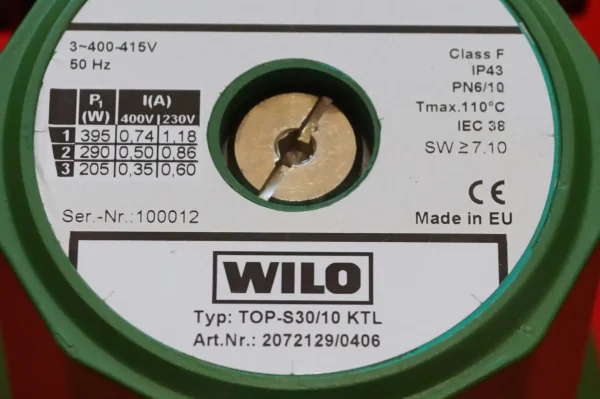 3~400-415V
50 Hz
P1 (W) I(A)
400V 230V
1 395 0,74 1,18
2 290 0,50 0,86
3 205 0,35 0,60
Ser.-Nr.:100012
Class F
IP43
PN6/10
Tmax.110°C
IEC 38
SW ≥ 7.10
CE
Made in EU
WILO
Typ: TOP-S30/10 KTL
Art.Nr.: 2072129/0406